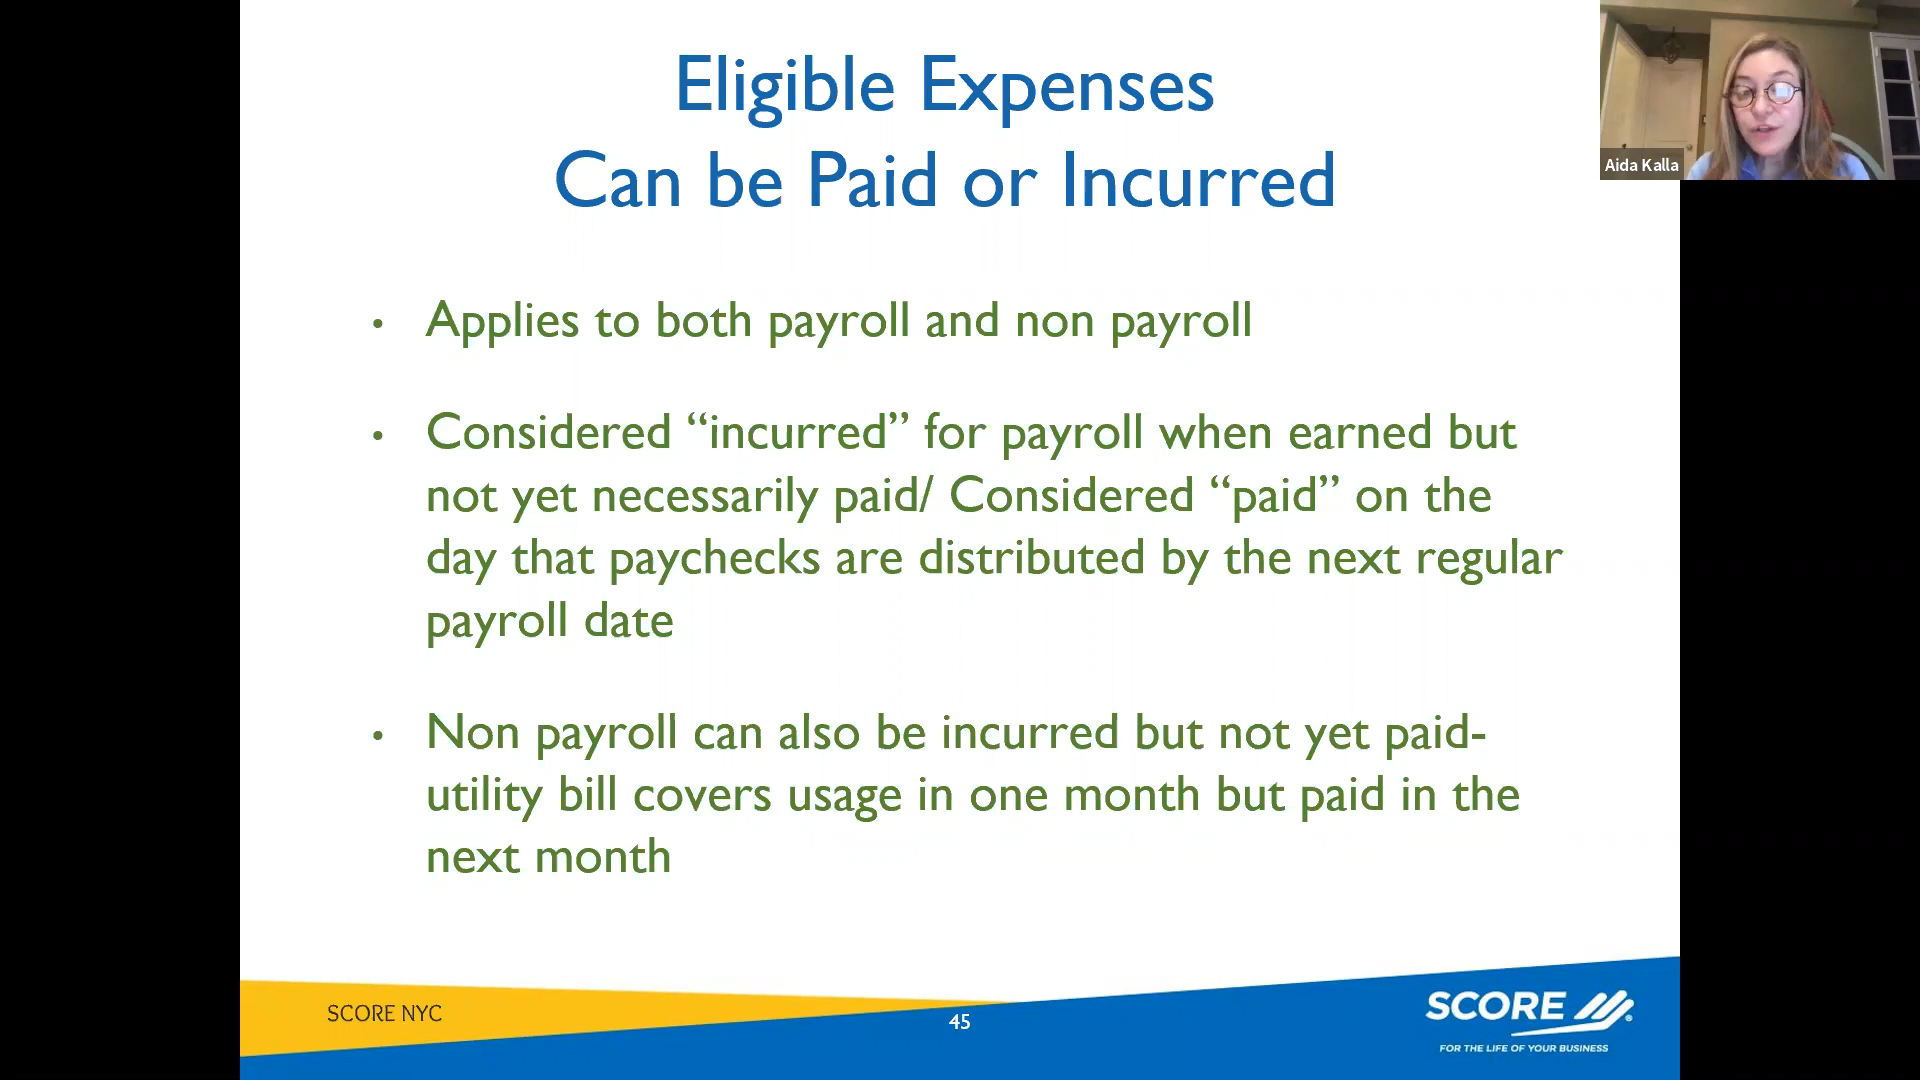 Eligible Expenses
Can be Paid or Incurred
Aida Kalla
• Applies to both payroll and non payroll
• Considered “incurred” for payroll when earned but
not yet necessarily paid/ Considered “paid” on the
day that paychecks are distributed by the next regular
payroll date
• Non payroll can also be incurred but not yet paid-
utility bill covers usage in one month but paid in the
next month
SCORE NYC
45
SCORE
FOR THE LIFE OF YOUR BUSINESS